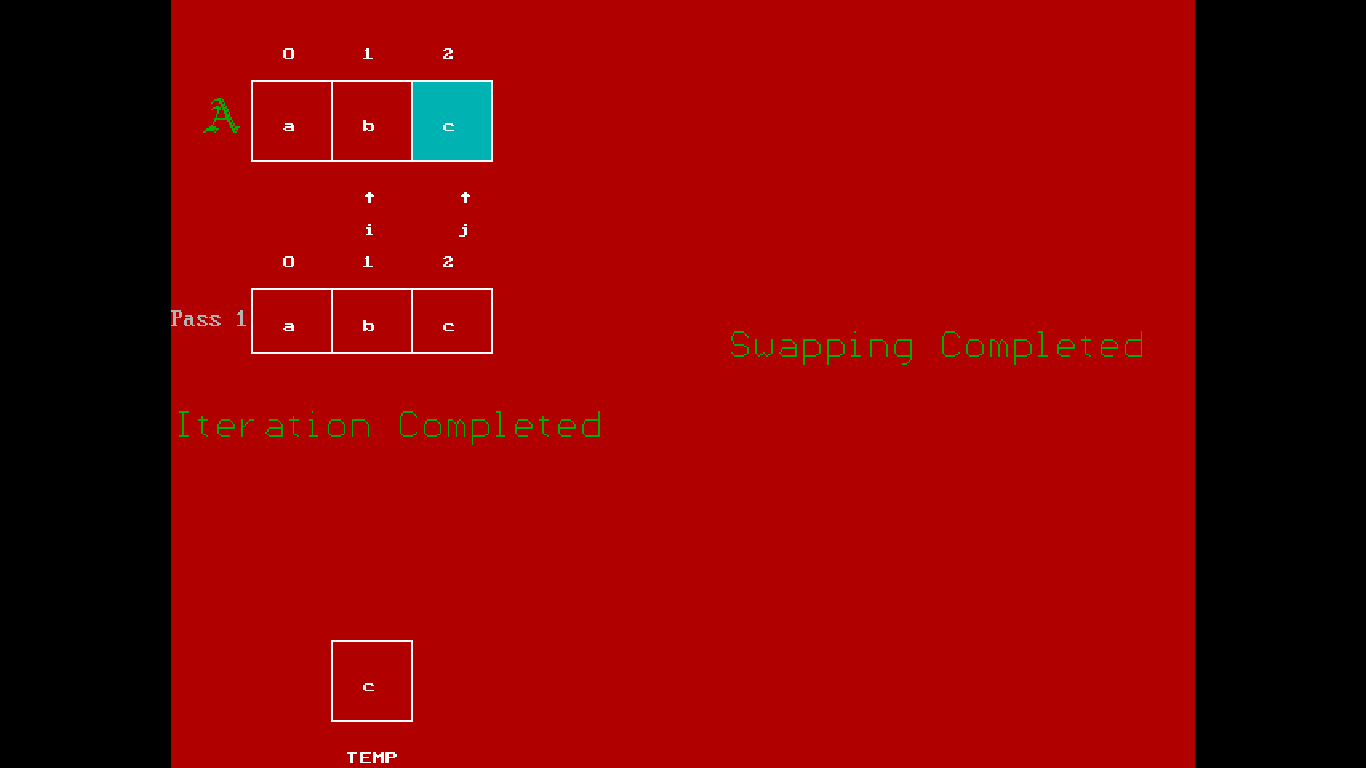 0 1 2
A a b c
↑ ↑
i j
0 1 2
Pass 1 a b c
Swapping Completed
Iteration Completed
c
TEMP